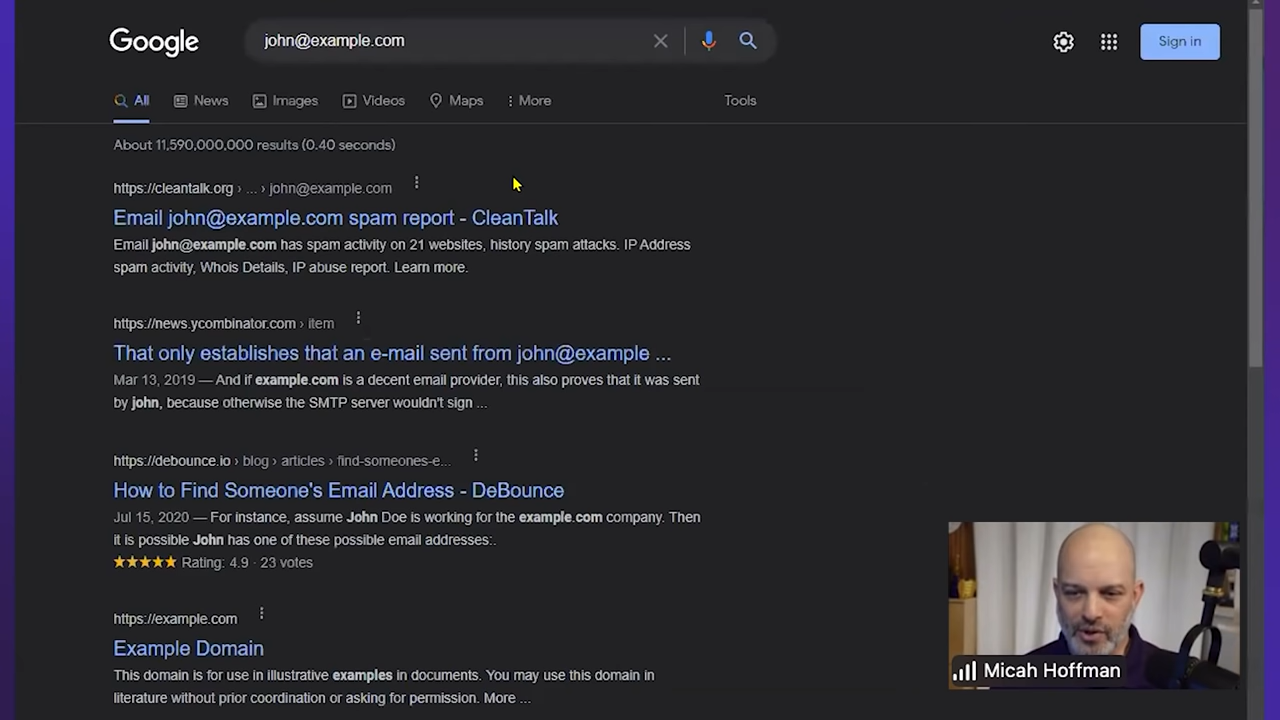 Google
john@example.com
Sign in
All
News
Images
Videos
Maps
More
Tools
About 11,590,000,000 results (0.40 seconds)
https://cleantalk.org › ... › john@example.com
Email john@example.com spam report - CleanTalk
Email john@example.com has spam activity on 21 websites, history spam attacks. IP Address
spam activity, Whois Details, IP abuse report. Learn more.
https://news.ycombinator.com › item
That only establishes that an e-mail sent from john@example ...
Mar 13, 2019 — And if example.com is a decent email provider, this also proves that it was sent
by john, because otherwise the SMTP server wouldn't sign ...
https://debounce.io › blog › articles › find-someones-e...
How to Find Someone's Email Address - DeBounce
Jul 15, 2020 — For instance, assume John Doe is working for the example.com company. Then
it is possible John has one of these possible email addresses:.
★★★★★ Rating: 4.9 · 23 votes
https://example.com
Example Domain
This domain is for use in illustrative examples in documents. You may use this domain in
literature without prior coordination or asking for permission. More ...
Micah Hoffman